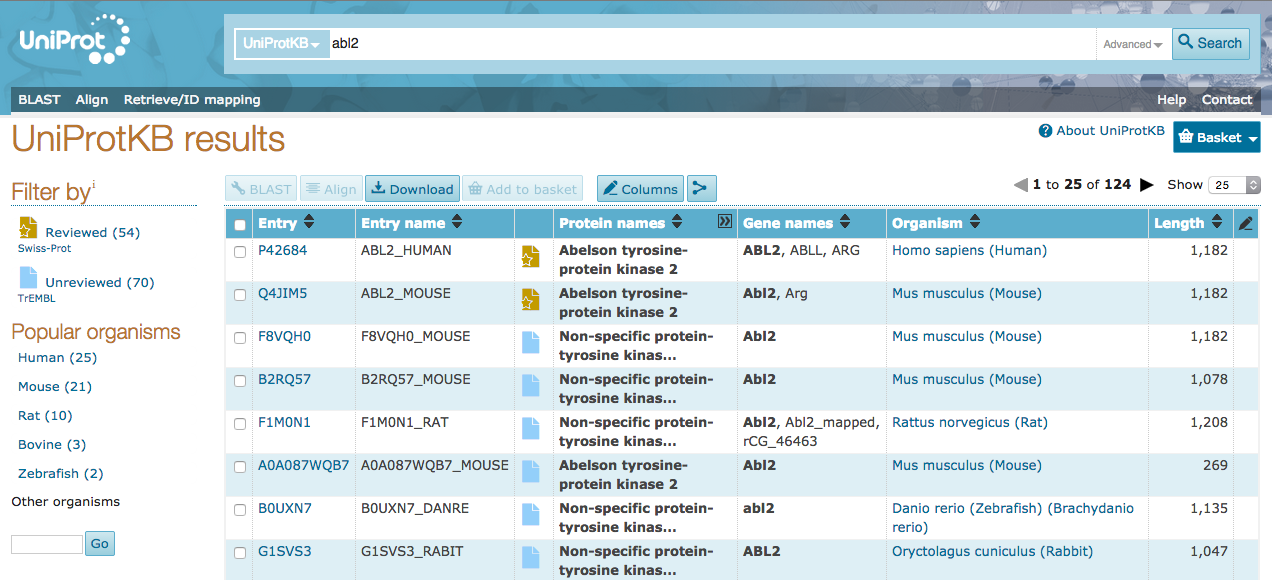 UniProt
UniProtKB
abl2
Advanced
Search
BLAST Align Retrieve/ID mapping
Help Contact
UniProtKB results
About UniProtKB
Basket
Filter by i
Reviewed (54)
Swiss-Prot
Unreviewed (70)
TrEMBL
Popular organisms
Human (25)
Mouse (21)
Rat (10)
Bovine (3)
Zebrafish (2)
Other organisms
Go
BLAST Align Download Add to basket Columns
1 to 25 of 124 Show 25
Entry Entry name Protein names Gene names Organism Length
P42684 ABL2_HUMAN Abelson tyrosine- ABL2, ABLL, ARG Homo sapiens (Human) 1,182
protein kinase 2
Q4JIM5 ABL2_MOUSE Abelson tyrosine- Abl2, Arg Mus musculus (Mouse) 1,182
protein kinase 2
F8VQH0 F8VQH0_MOUSE Non-specific protein- Abl2 Mus musculus (Mouse) 1,182
tyrosine kinas...
B2RQ57 B2RQ57_MOUSE Non-specific protein- Abl2 Mus musculus (Mouse) 1,078
tyrosine kinas...
F1M0N1 F1M0N1_RAT Non-specific protein- Abl2, Abl2_mapped, Rattus norvegicus (Rat) 1,208
tyrosine kinas... rCG_46463
A0A087WQB7 A0A087WQB7_MOUSE Abelson tyrosine- Abl2 Mus musculus (Mouse) 269
protein kinase 2
B0UXN7 B0UXN7_DANRE Non-specific protein- abl2 Danio rerio (Zebrafish) (Brachydanio 1,135
tyrosine kinas... rerio)
G1SVS3 G1SVS3_RABIT Non-specific protein- ABL2 Oryctolagus cuniculus (Rabbit) 1,047
tyrosine kinas...